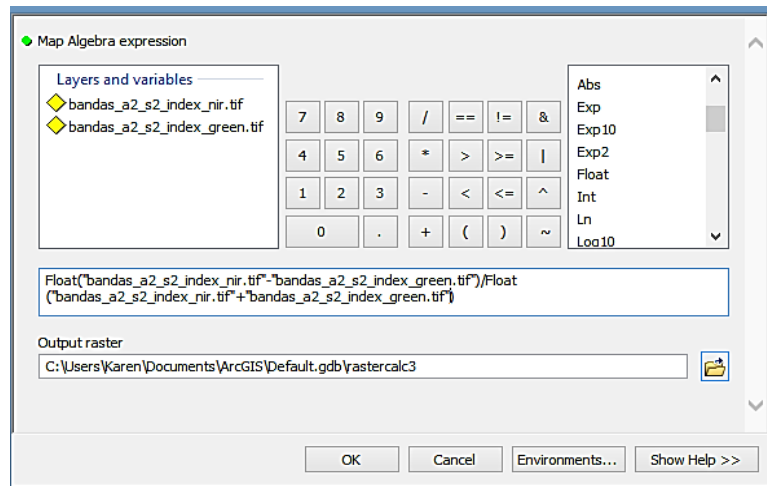 Map Algebra expression
Layers and variables
bandas_a2_s2_index_nir.tif
bandas_a2_s2_index_green.tif
7 8 9 / == != &
4 5 6 * > >= |
1 2 3 - < <= ^
0 . + ( ) ~
Abs
Exp
Exp10
Exp2
Float
Int
Ln
Log10
Float("bandas_a2_s2_index_nir.tif"-"bandas_a2_s2_index_green.tif")/Float
("bandas_a2_s2_index_nir.tif"+"bandas_a2_s2_index_green.tif")
Output raster
C:\Users\Karen\Documents\ArcGIS\Default.gdb\rastercalc3
OK Cancel Environments... Show Help >>